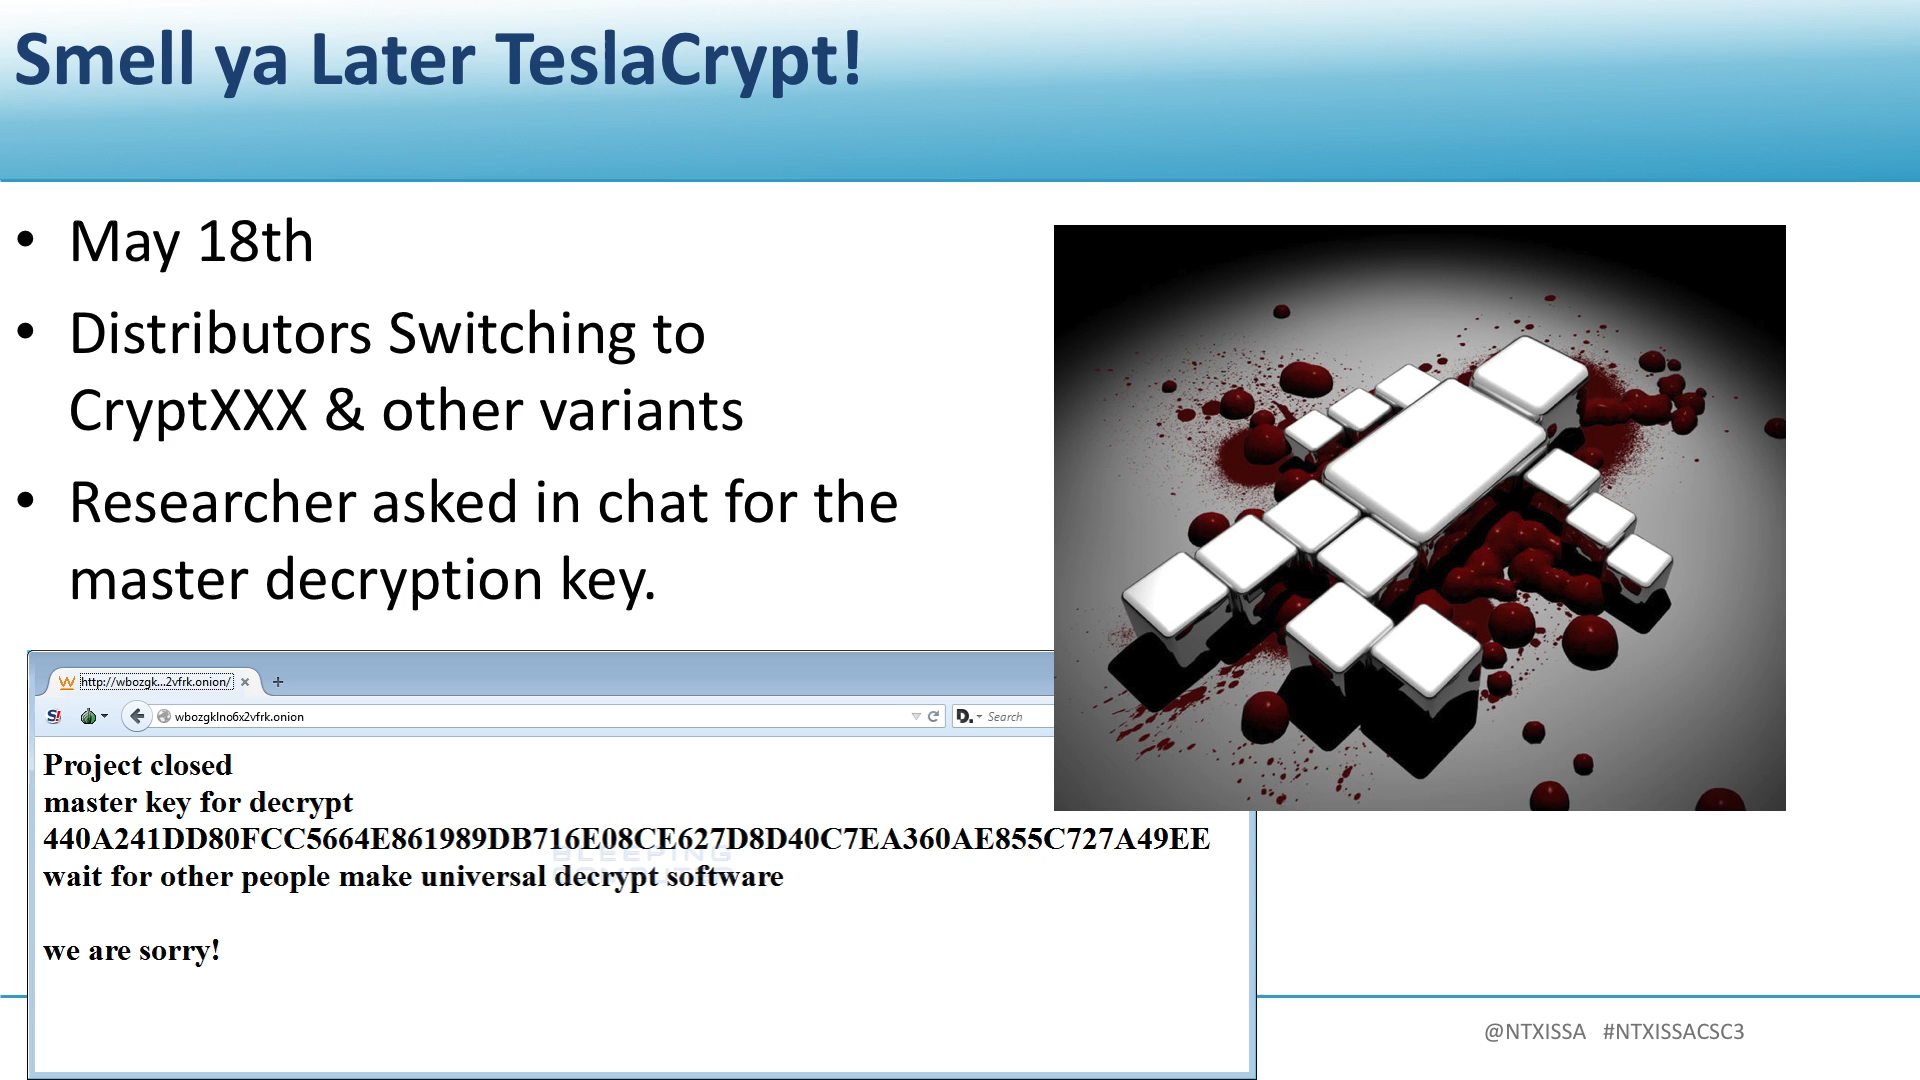 Smell ya Later TeslaCrypt!
• May 18th
• Distributors Switching to
CryptXXX & other variants
• Researcher asked in chat for the
master decryption key.
http://wbozgk...2vfrk.onion/
wbozgklno6x2vfrk.onion
D. Search
Project closed
master key for decrypt
440A241DD80FCC5664E861989DB716E08CE627D8D40C7EA360AE855C727A49EE
wait for other people make universal decrypt software
BLEEPING
we are sorry!
@NTXISSA #NTXISSACSC3